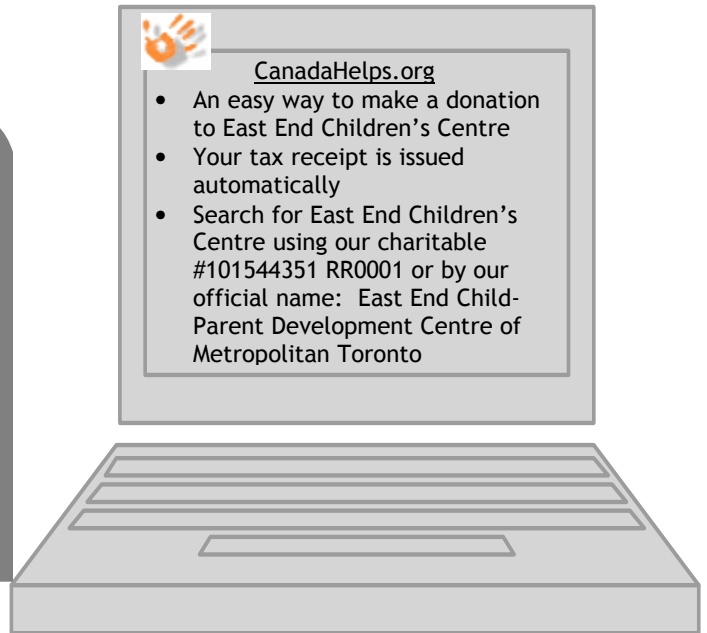 CanadaHelps.org
• An easy way to make a donation
to East End Children’s Centre
• Your tax receipt is issued
automatically
• Search for East End Children’s
Centre using our charitable
#101544351 RR0001 or by our
official name: East End Child-
Parent Development Centre of
Metropolitan Toronto